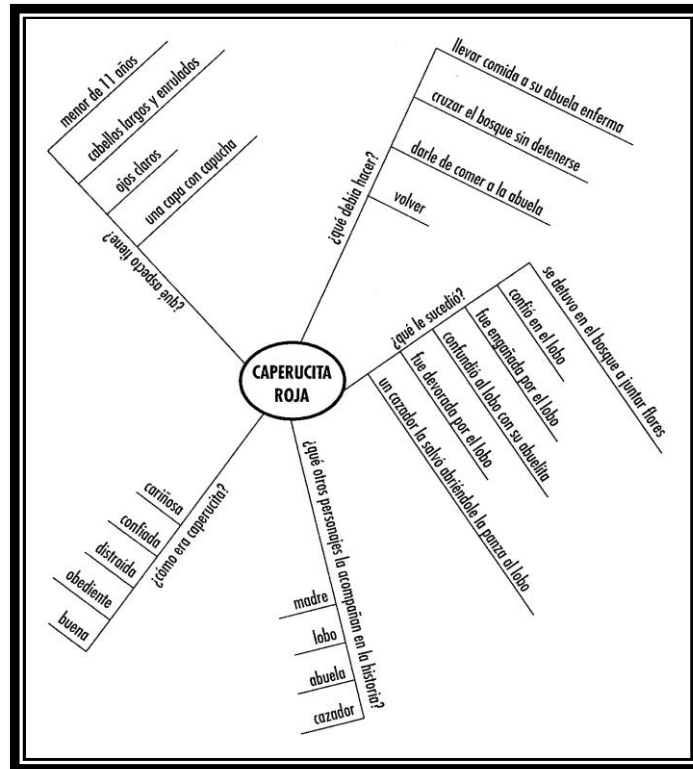 CAPERUCITA
ROJA
¿qué aspecto tiene?
menor de 11 años
cabellos largos y enrulados
ojos claros
una capa con capucha
¿qué debía hacer?
llevar comida a su abuela enferma
cruzar el bosque sin detenerse
darle de comer a la abuela
volver
¿qué le sucedió?
se detuvo en el bosque a juntar flores
confió en el lobo
fue engañada por el lobo
confundió al lobo con su abuelita
fue devorada por el lobo
un cazador la salvó abriéndole la panza al lobo
¿qué otros personajes la acompañan en la historia?
madre
lobo
abuela
cazador
¿cómo era caperucita?
cariñosa
confiada
distraída
obediente
buena